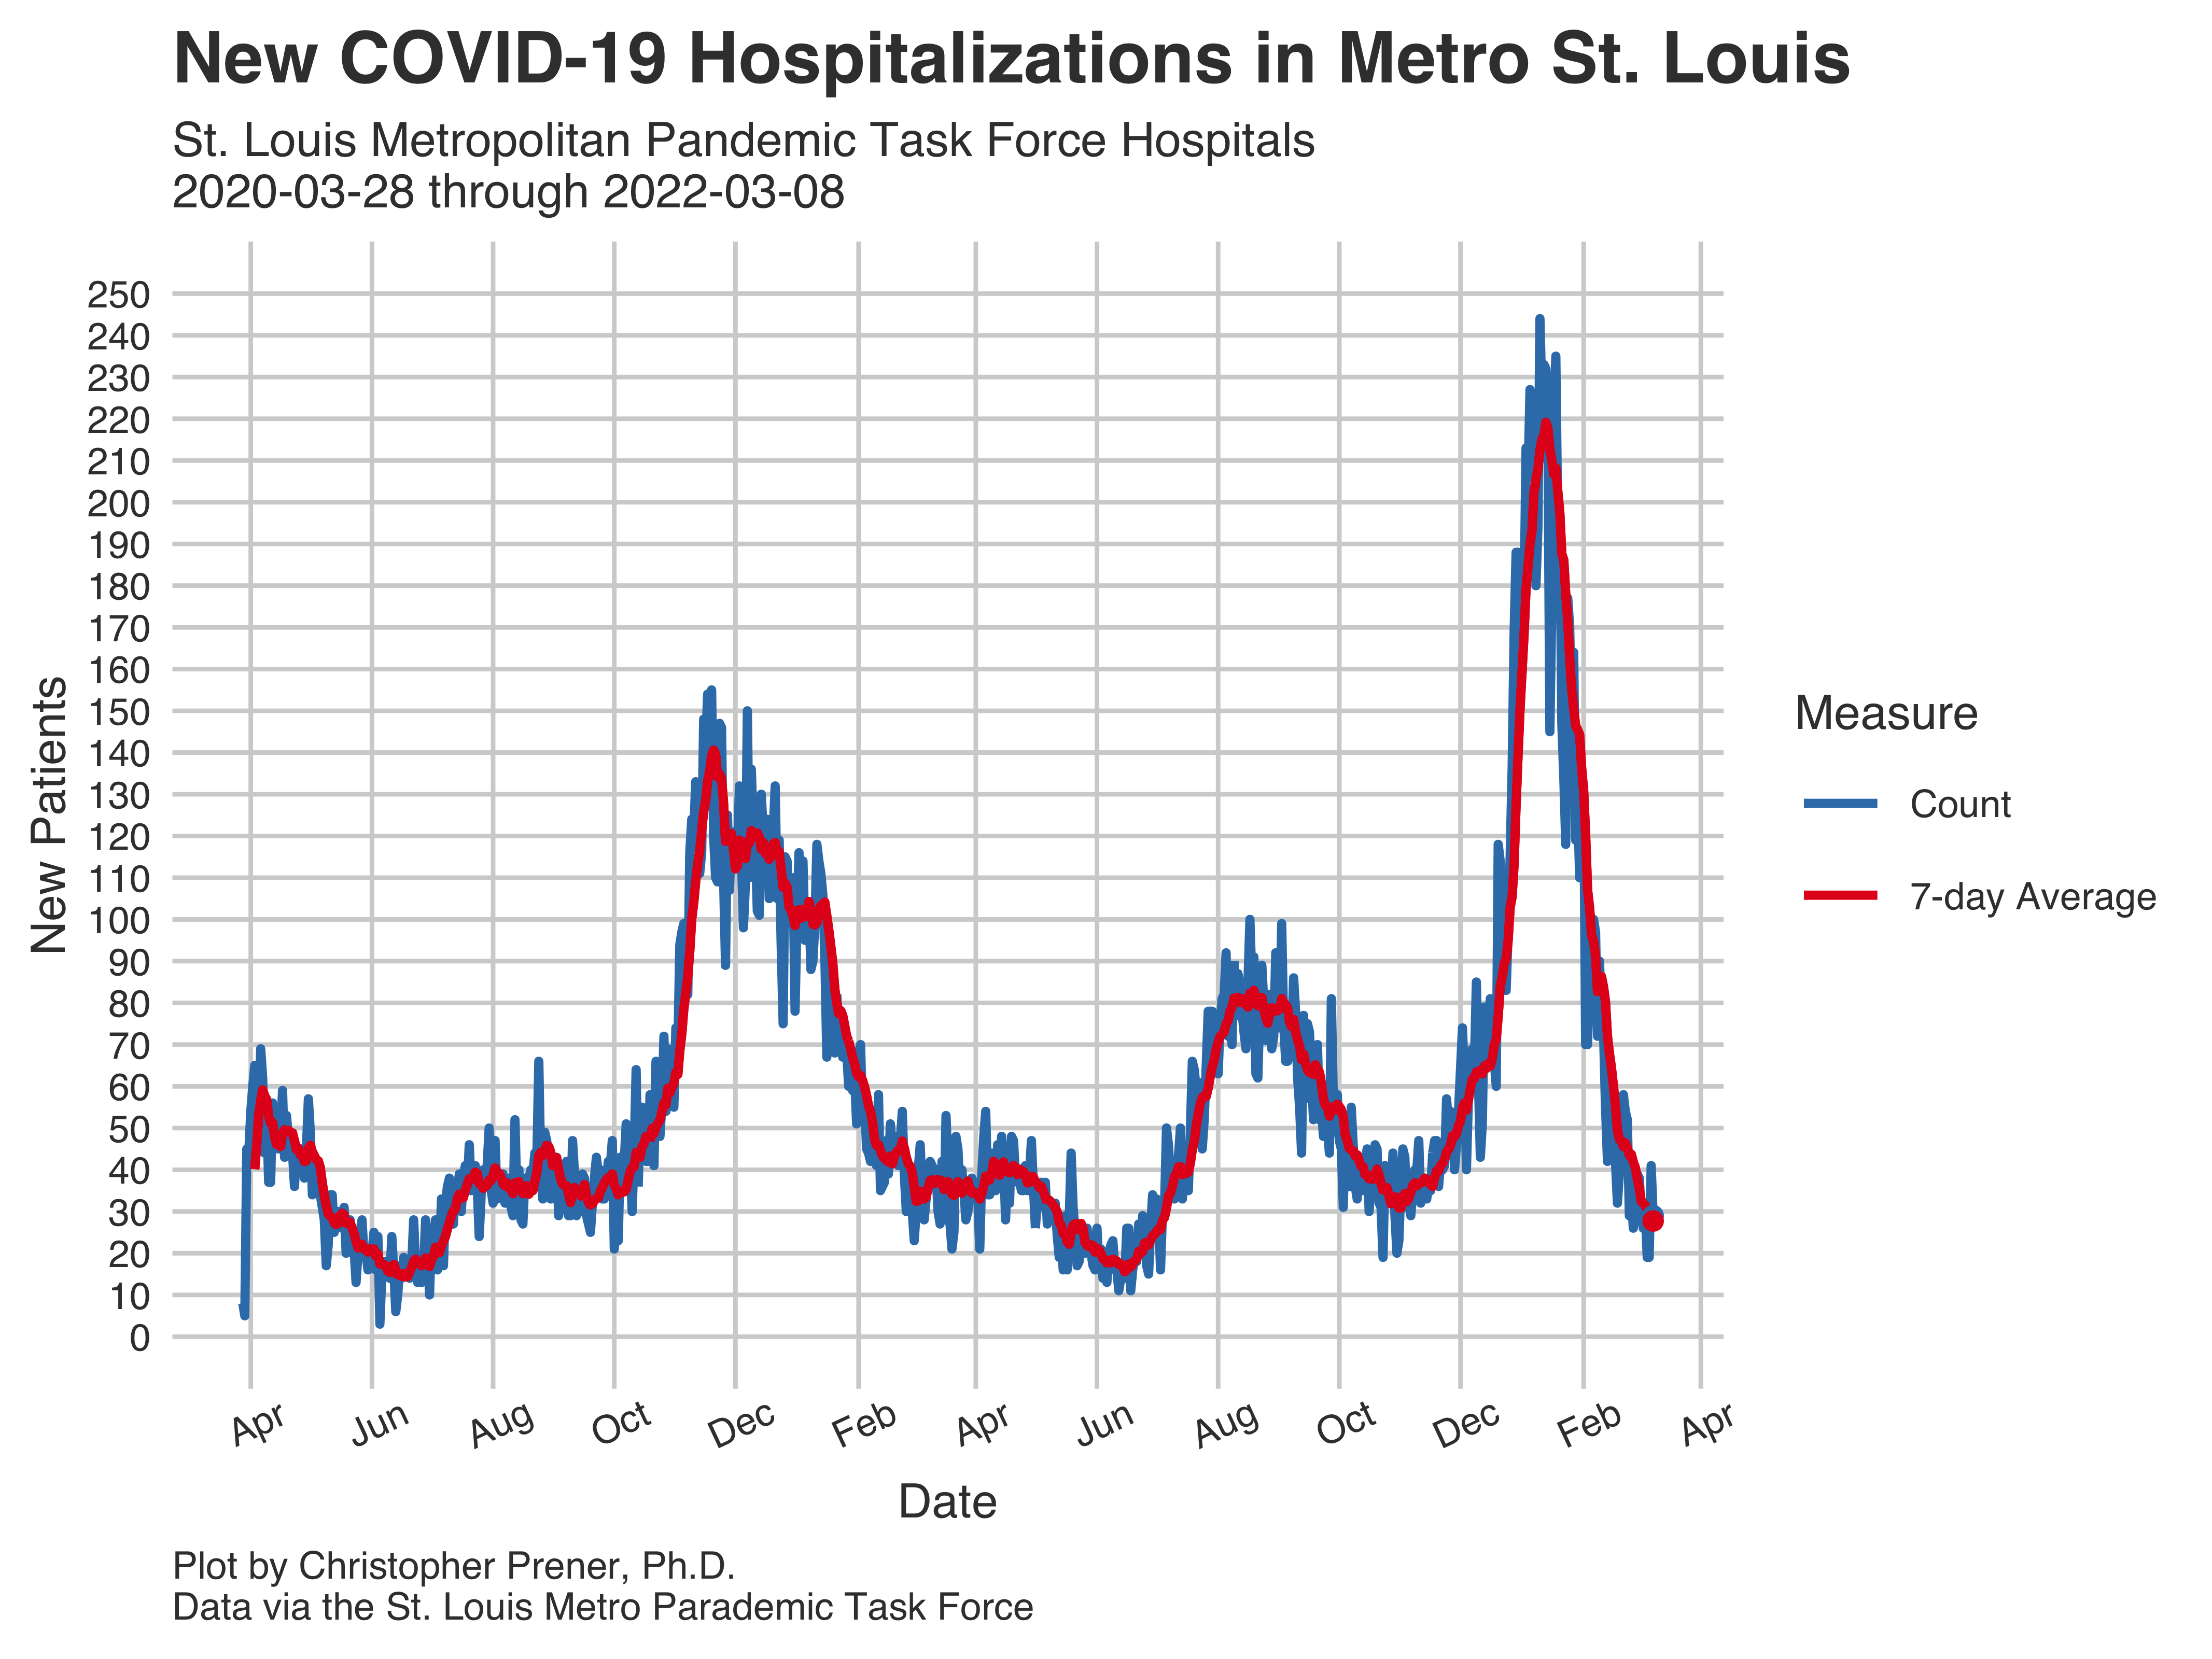 New COVID-19 Hospitalizations in Metro St. Louis
St. Louis Metropolitan Pandemic Task Force Hospitals
2020-03-28 through 2022-03-08
250
240
230
220
210
200
190
180
170
160
150
140
130
120
110
100
90
80
70
60
50
40
30
20
10
0
New Patients
Apr Jun Aug Oct Dec Feb Apr Jun Aug Oct Dec Feb Apr
Date
Measure
Count
7-day Average
Plot by Christopher Prener, Ph.D.
Data via the St. Louis Metro Parademic Task Force